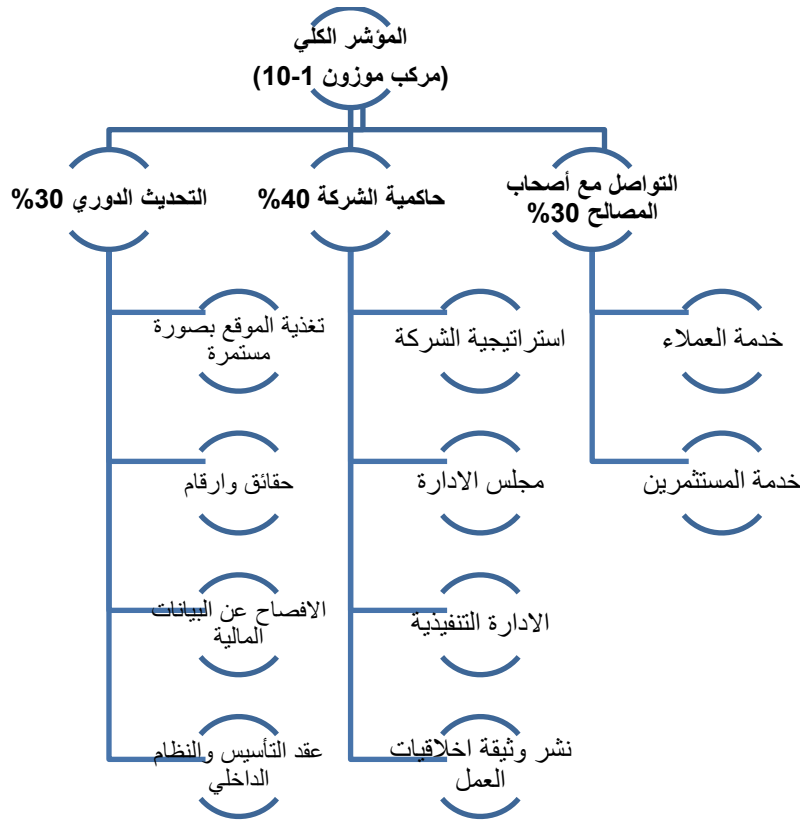 المؤشر الكلي
(مركب موزون 1-10)
التواصل مع أصحاب
المصالح 30%
حاكمية الشركة 40%
التحديث الدوري 30%
خدمة العملاء
استراتيجية الشركة
تغذية الموقع بصورة
مستمرة
خدمة المستثمرين
مجلس الادارة
حقائق وارقام
الادارة التنفيذية
الافصاح عن البيانات
المالية
نشر وثيقة اخلاقيات
العمل
عقد التأسيس والنظام
الداخلي